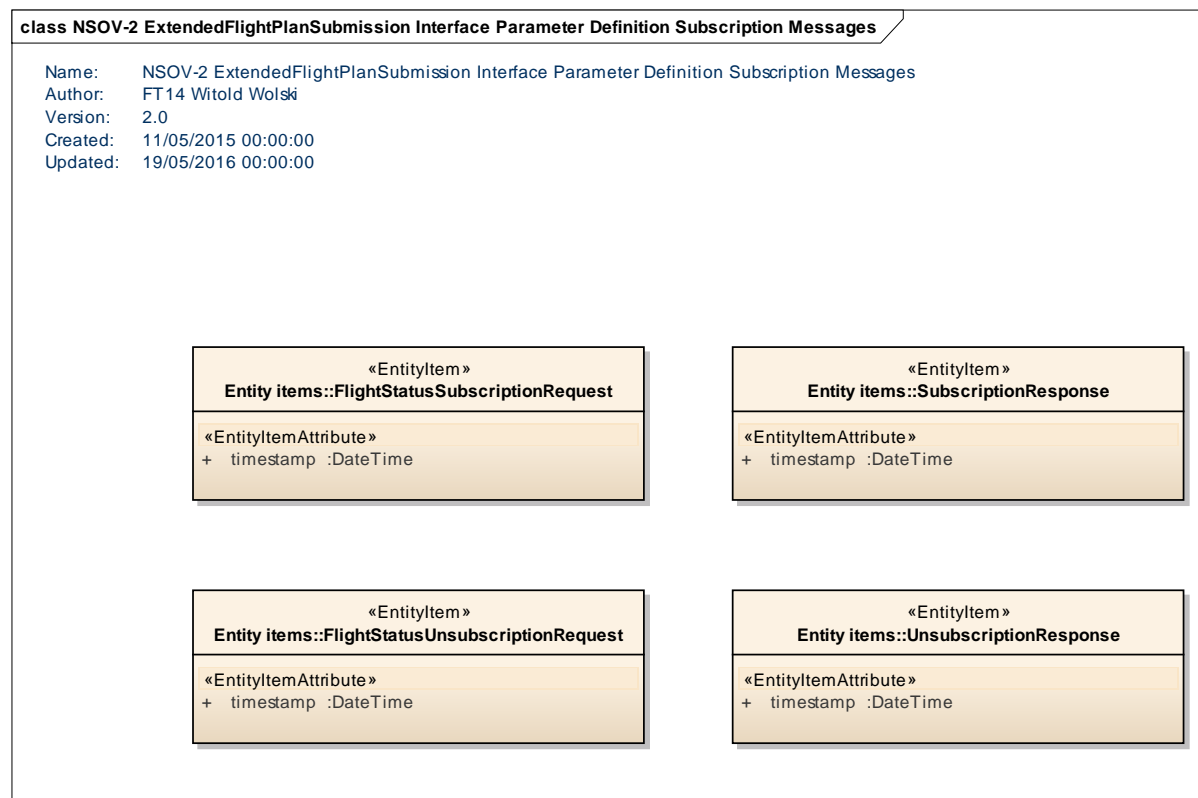 class NSOV-2 ExtendedFlightPlanSubmission Interface Parameter Definition Subscription Messages
Name: NSOV-2 ExtendedFlightPlanSubmission Interface Parameter Definition Subscription Messages
Author: FT14 Witold Wolski
Version: 2.0
Created: 11/05/2015 00:00:00
Updated: 19/05/2016 00:00:00
«EntityItem»
Entity items::FlightStatusSubscriptionRequest
«EntityItemAttribute»
+ timestamp :DateTime
«EntityItem»
Entity items::SubscriptionResponse
«EntityItemAttribute»
+ timestamp :DateTime
«EntityItem»
Entity items::FlightStatusUnsubscriptionRequest
«EntityItemAttribute»
+ timestamp :DateTime
«EntityItem»
Entity items::UnsubscriptionResponse
«EntityItemAttribute»
+ timestamp :DateTime